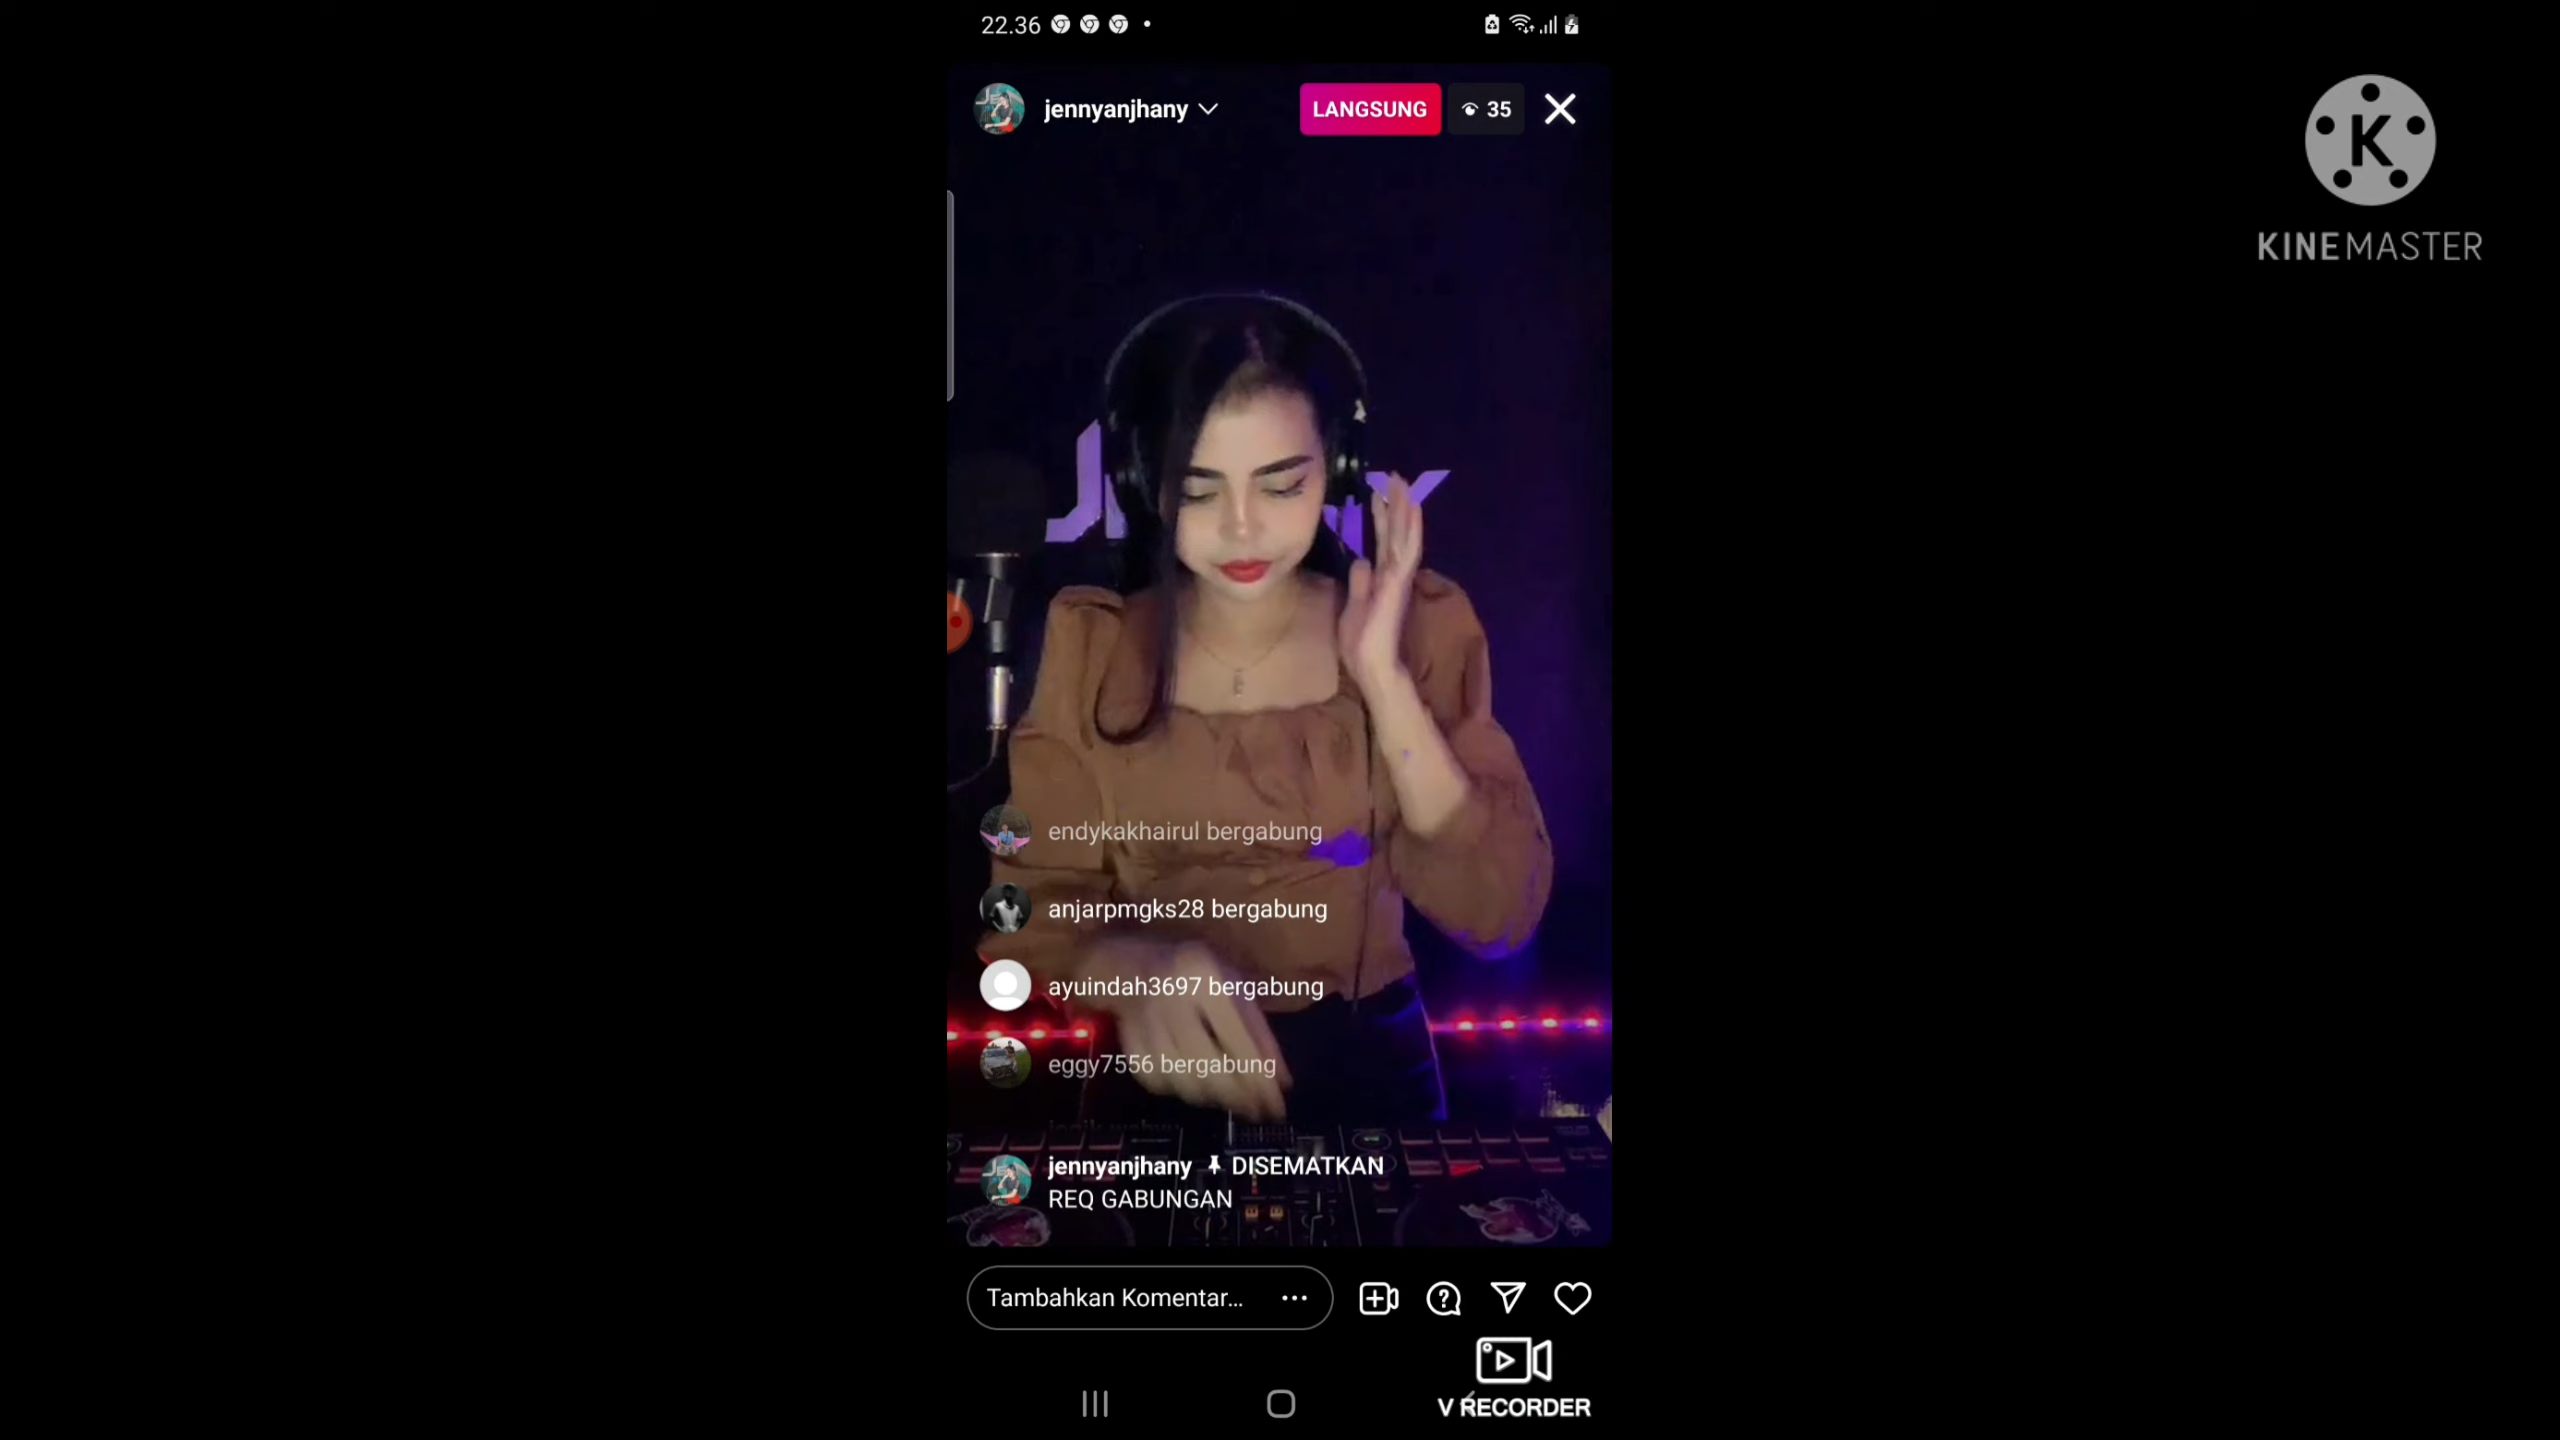 22.36
jennyanjhany
LANGSUNG
35
KINEMASTER
endykakhairul bergabung
anjarpmgks28 bergabung
ayuindah3697 bergabung
eggy7556 bergabung
jennyanjhany DISEMATKAN
REQ GABUNGAN
Tambahkan Komentar...
V RECORDER